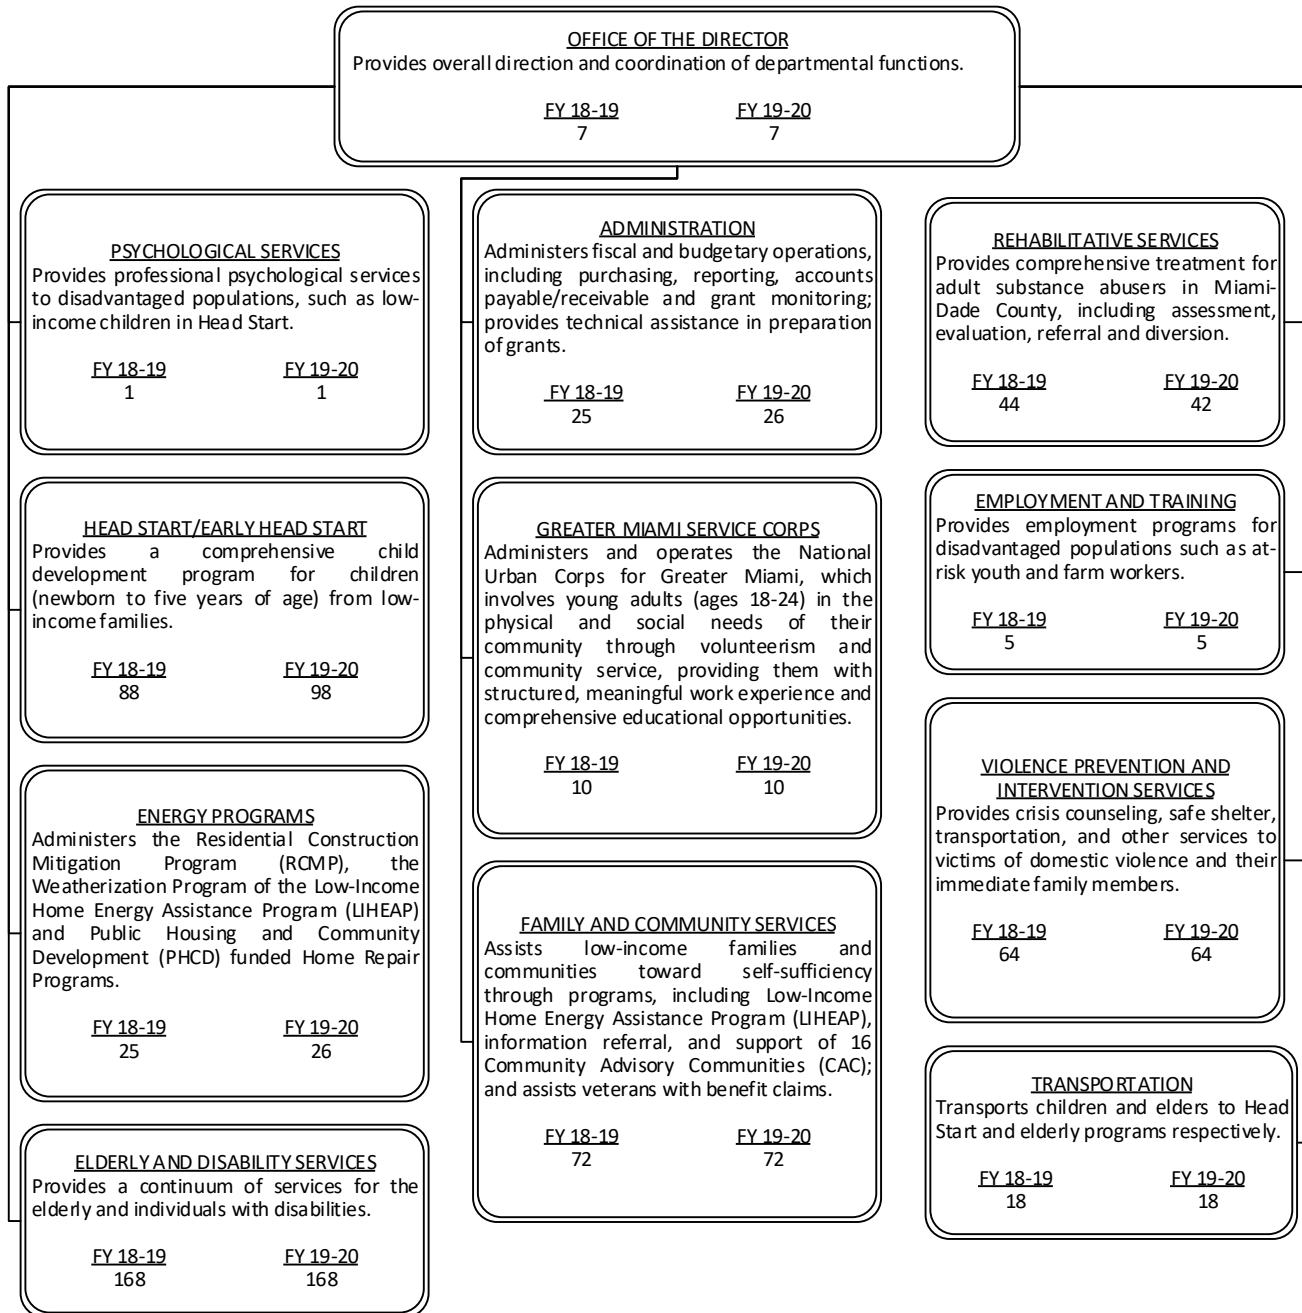 OFFICE OF THE DIRECTOR
Provides overall direction and coordination of departmental functions.
FY 18-19 FY 19-20
7 7
PSYCHOLOGICAL SERVICES
Provides professional psychological services
to disadvantaged populations, such as low-
income children in Head Start.
FY 18-19 FY 19-20
1 1
HEAD START/EARLY HEAD START
Provides a comprehensive child
development program for children
(newborn to five years of age) from low-
income families.
FY 18-19 FY 19-20
88 98
ENERGY PROGRAMS
Administers the Residential Construction
Mitigation Program (RCMP), the
Weatherization Program of the Low-Income
Home Energy Assistance Program (LIHEAP)
and Public Housing and Community
Development (PHCD) funded Home Repair
Programs.
FY 18-19 FY 19-20
25 26
ELDERLY AND DISABILITY SERVICES
Provides a continuum of services for the
elderly and individuals with disabilities.
FY 18-19 FY 19-20
168 168
ADMINISTRATION
Administers fiscal and budgetary operations,
including purchasing, reporting, accounts
payable/receivable and grant monitoring;
provides technical assistance in preparation
of grants.
FY 18-19 FY 19-20
25 26
GREATER MIAMI SERVICE CORPS
Administers and operates the National
Urban Corps for Greater Miami, which
involves young adults (ages 18-24) in the
physical and social needs of their
community through volunteerism and
community service, providing them with
structured, meaningful work experience and
comprehensive educational opportunities.
FY 18-19 FY 19-20
10 10
FAMILY AND COMMUNITY SERVICES
Assists low-income families and
communities toward self-sufficiency
through programs, including Low-Income
Home Energy Assistance Program (LIHEAP),
information referral, and support of 16
Community Advisory Communities (CAC);
and assists veterans with benefit claims.
FY 18-19 FY 19-20
72 72
REHABILITATIVE SERVICES
Provides comprehensive treatment for
adult substance abusers in Miami-
Dade County, including assessment,
evaluation, referral and diversion.
FY 18-19 FY 19-20
44 42
EMPLOYMENT AND TRAINING
Provides employment programs for
disadvantaged populations such as at-
risk youth and farm workers.
FY 18-19 FY 19-20
5 5
VIOLENCE PREVENTION AND
INTERVENTION SERVICES
Provides crisis counseling, safe shelter,
transportation, and other services to
victims of domestic violence and their
immediate family members.
FY 18-19 FY 19-20
64 64
TRANSPORTATION
Transports children and elders to Head
Start and elderly programs respectively.
FY 18-19 FY 19-20
18 18